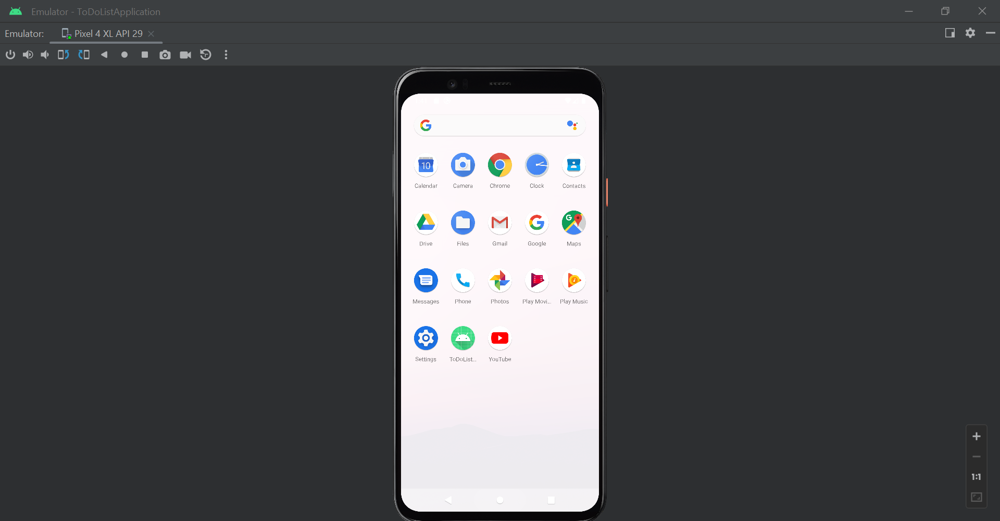 Emulator - ToDoListApplication
Emulator: Pixel 4 XL API 29
10
Calendar Camera Chrome Clock Contacts
G
Drive Files Gmail Google Maps
Messages Phone Photos Play Movi... Play Music
Settings ToDoList... YouTube
1:1